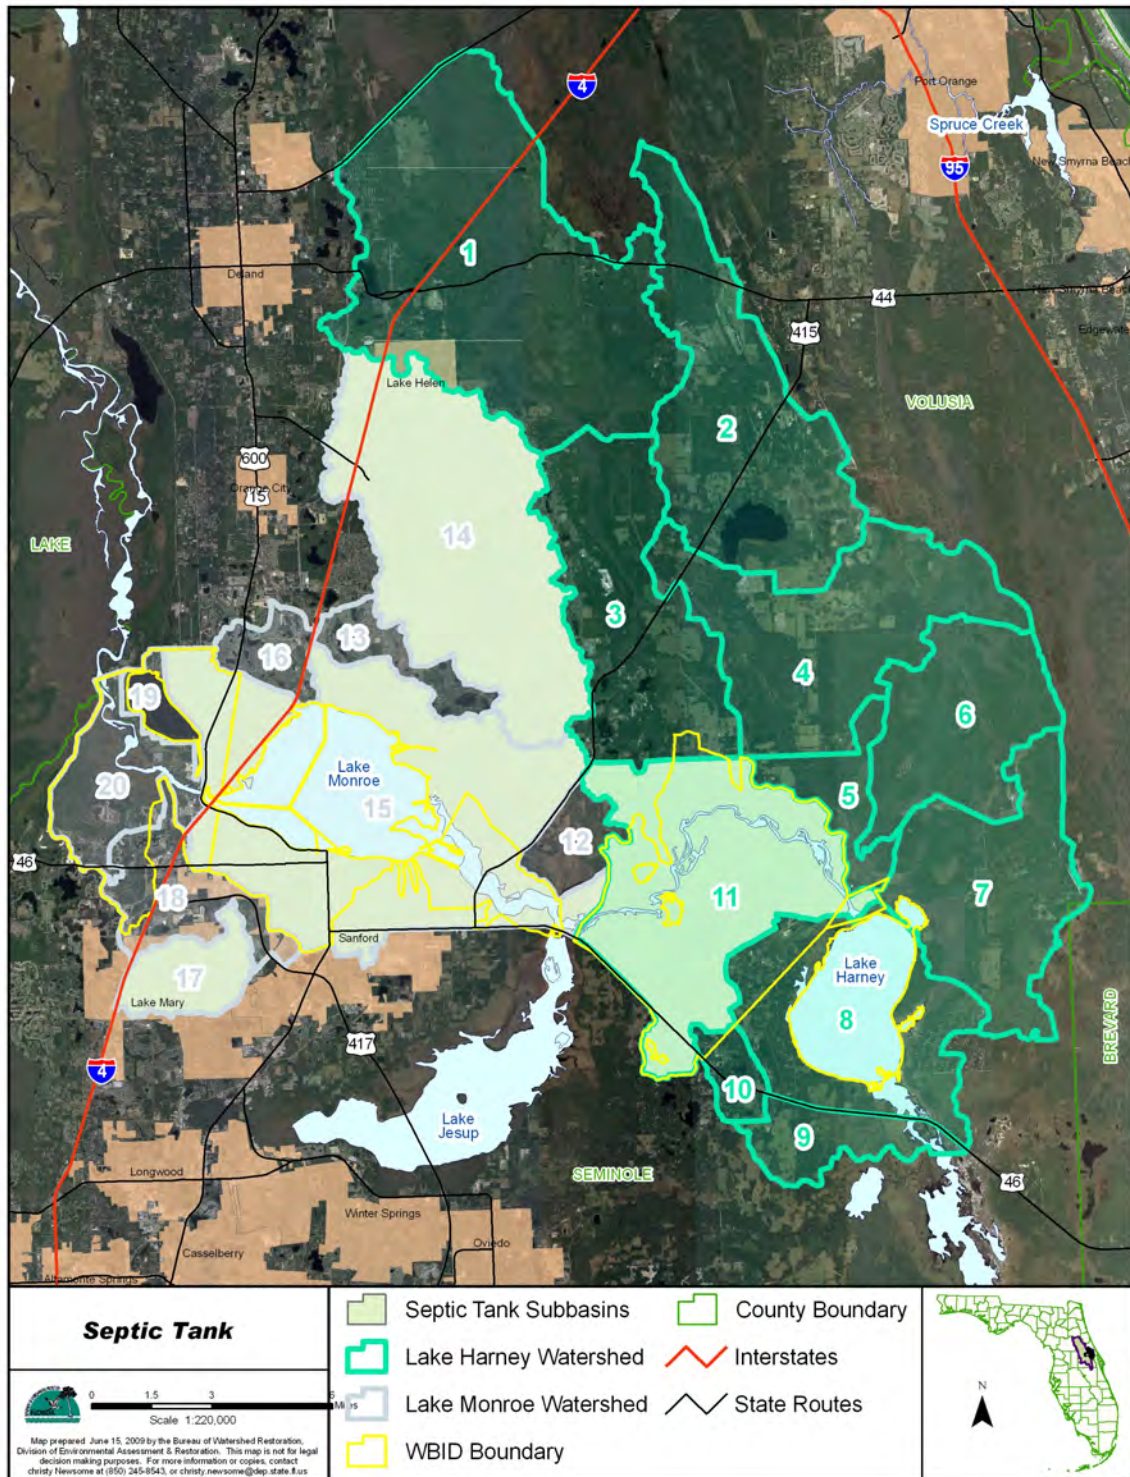 4
Port Orange
Spruce Creek
95
New Smyrna Beach
1
Deland
44
New Smyrna Beach
415
Edgewater
Lake Helen
VOLUSIA
2
600
Orange City
15
14
LAKE
3
13
16
4
19
6
Lake
Monroe
20
15
5
12
46
7
11
18
Sanford
Lake
Harney
17
Lake Mary
8
417
4
BREVARD
10
Lake
Jesup
9
Longwood
SEMINOLE
46
Winter Springs
Oviedo
Casselberry
Altamonte Springs
Septic Tank
0 1.5 3 6
Miles
Scale 1:220,000
Map prepared June 15, 2009 by the Bureau of Watershed Restoration,
Division of Environmental Assessment & Restoration. This map is not for legal
decision making purposes. For more information or copies, contact
christy Newsome at (850) 245-8543, or christy.newsome@dep.state.fl.us
Septic Tank Subbasins
Lake Harney Watershed
Lake Monroe Watershed
WBID Boundary
County Boundary
Interstates
State Routes
N